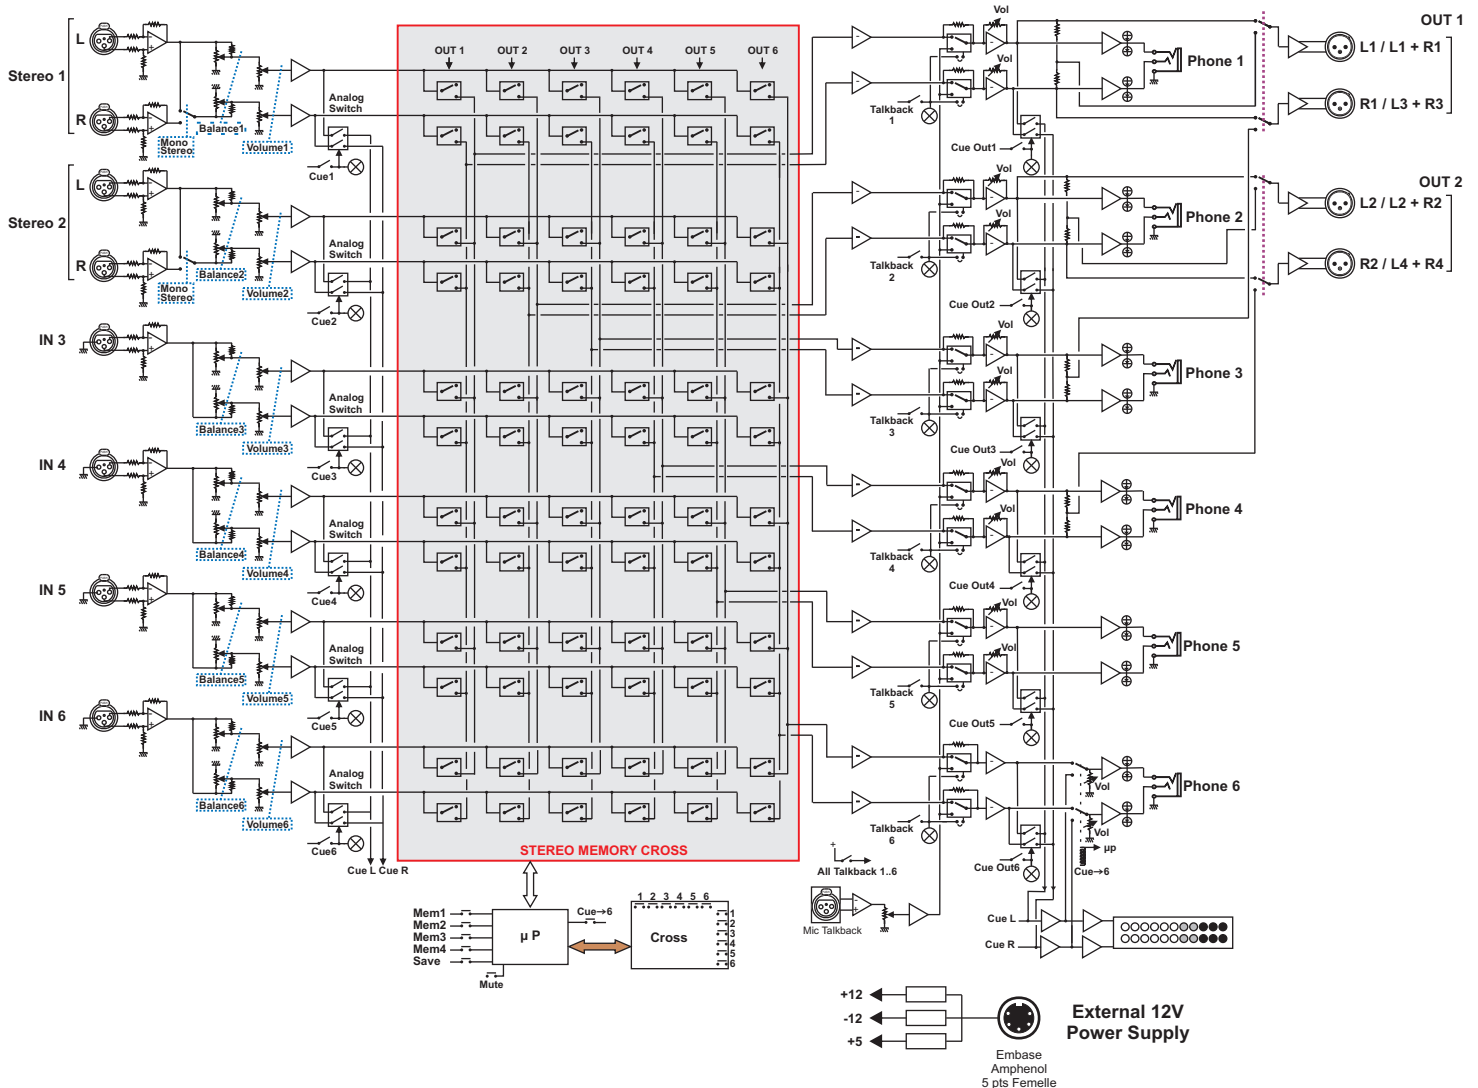 Stereo 1
L
R
Mono
Stereo
Balance1
Volume1
Analog
Switch
Cue1
Stereo 2
L
R
Mono
Stereo
Balance2
Volume2
Analog
Switch
Cue2
IN 3
Balance3
Volume3
Analog
Switch
Cue3
IN 4
Balance4
Volume4
Analog
Switch
Cue4
IN 5
Balance5
Volume5
Analog
Switch
Cue5
IN 6
Balance6
Volume6
Analog
Switch
Cue6
Cue L Cue R
OUT 1 OUT 2 OUT 3 OUT 4 OUT 5 OUT 6
STEREO MEMORY CROSS
Vol
Vol
Talkback
1
Cue Out1
Phone 1
OUT 1
L1 / L1 + R1
R1 / L3 + R3
Vol
Vol
Talkback
2
Cue Out2
Phone 2
OUT 2
L2 / L2 + R2
R2 / L4 + R4
Vol
Vol
Talkback
3
Cue Out3
Phone 3
Vol
Vol
Talkback
4
Cue Out4
Phone 4
Vol
Vol
Talkback
5
Cue Out5
Phone 5
Talkback
6
Cue Out6
Vol
Vol
Phone 6
µp
Cue→6
+
All Talkback 1..6
Mic Talkback
Cue L
Cue R
Mem1
Mem2
Mem3
Mem4
Save
Mute
µ P
Cue→6
1 2 3 4 5 6
Cross
1
2
3
4
5
6
+12
-12
+5
External 12V
Power Supply
Embase
Amphenol
5 pts Femelle